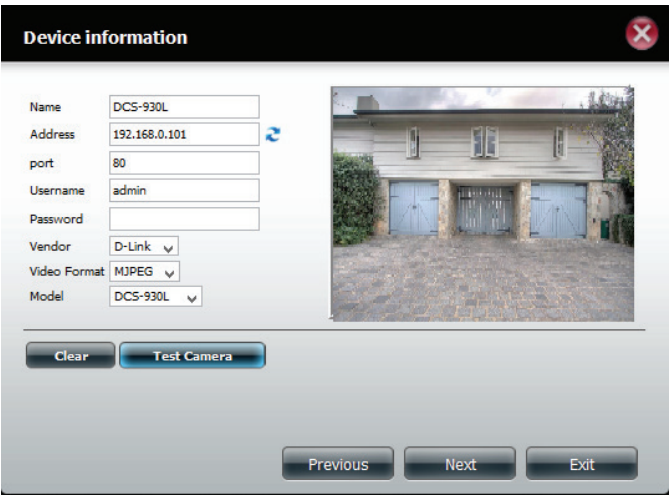 Device information
Name DCS-930L
Address 192.168.0.101
port 80
Username admin
Password
Vendor D-Link
Video Format MJPEG
Model DCS-930L
Clear Test Camera
Previous Next Exit